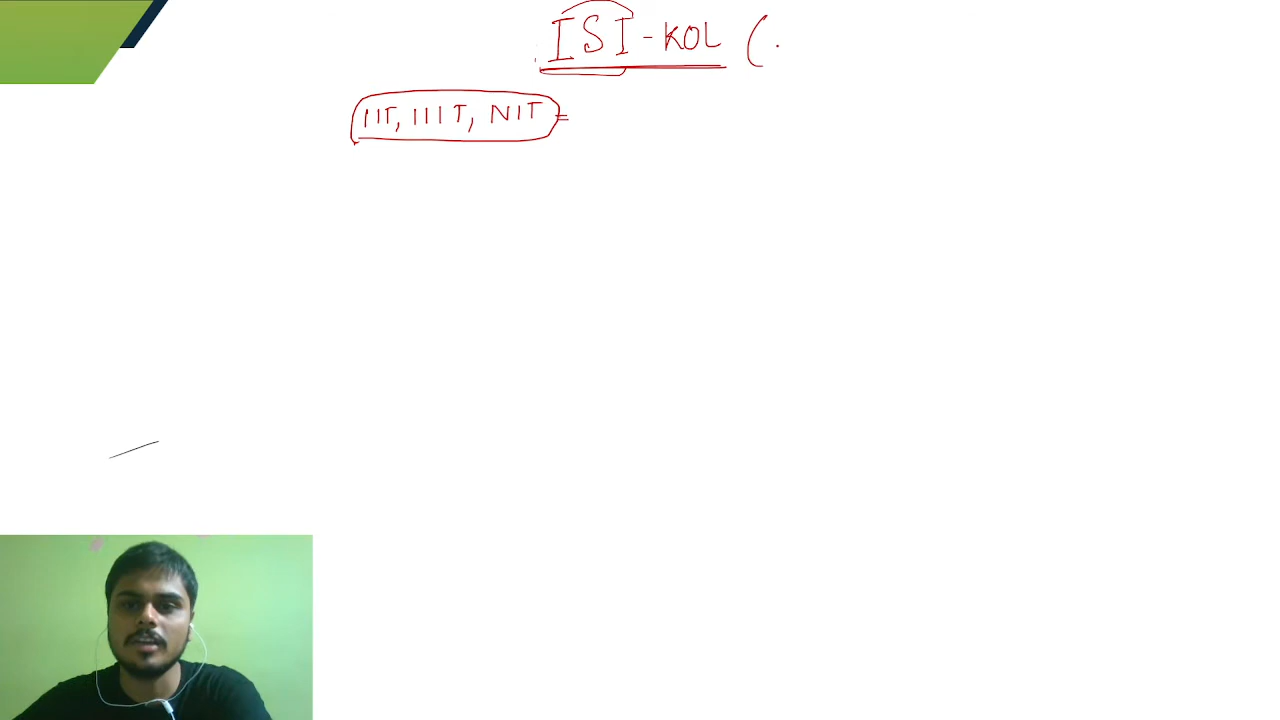 ISI-KOL (
IIT, IIIT, NIT =